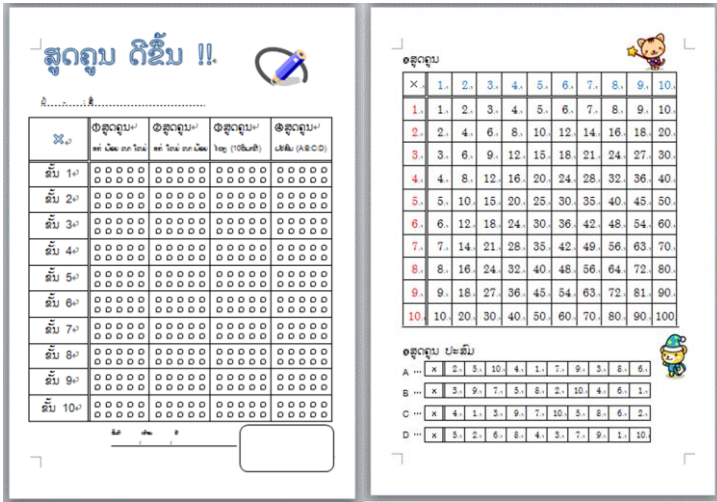 ສູດຄູນ ດີຂຶ້ນ !!
× ①ສູດຄູນ ②ສູດຄູນ ③ສູດຄູນ ④ສູດຄູນ
ຂັ້ນ 1
ຂັ້ນ 2
ຂັ້ນ 3
ຂັ້ນ 4
ຂັ້ນ 5
ຂັ້ນ 6
ຂັ້ນ 7
ຂັ້ນ 8
ຂັ້ນ 9
ຂັ້ນ 10
ສູດຄູນ
× 1 2 3 4 5 6 7 8 9 10
1 1 2 3 4 5 6 7 8 9 10
2 2 4 6 8 10 12 14 16 18 20
3 3 6 9 12 15 18 21 24 27 30
4 4 8 12 16 20 24 28 32 36 40
5 5 10 15 20 25 30 35 40 45 50
6 6 12 18 24 30 36 42 48 54 60
7 7 14 21 28 35 42 49 56 63 70
8 8 16 24 32 40 48 56 64 72 80
9 9 18 27 36 45 54 63 72 81 90
10 10 20 30 40 50 60 70 80 90 100
ສູດຄູນ ປະສົມ
A ··· × 2 5 10 4 1 7 9 3 8 6
B ··· × 3 9 7 5 8 2 10 4 6 1
C ··· × 4 1 3 9 7 10 5 8 6 2
D ··· × 5 2 6 8 4 3 7 9 1 10